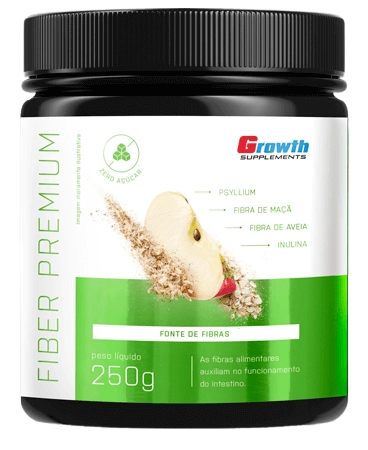 Growth
SUPPLEMENTS
ZERO AÇÚCAR
FIBER PREMIUM
Imagem meramente ilustrativa
PSYLLIUM
FIBRA DE MAÇÃ
FIBRA DE AVEIA
INULINA
FONTE DE FIBRAS
peso líquido
250g
As fibras alimentares
auxiliam no funcionamento
do intestino.